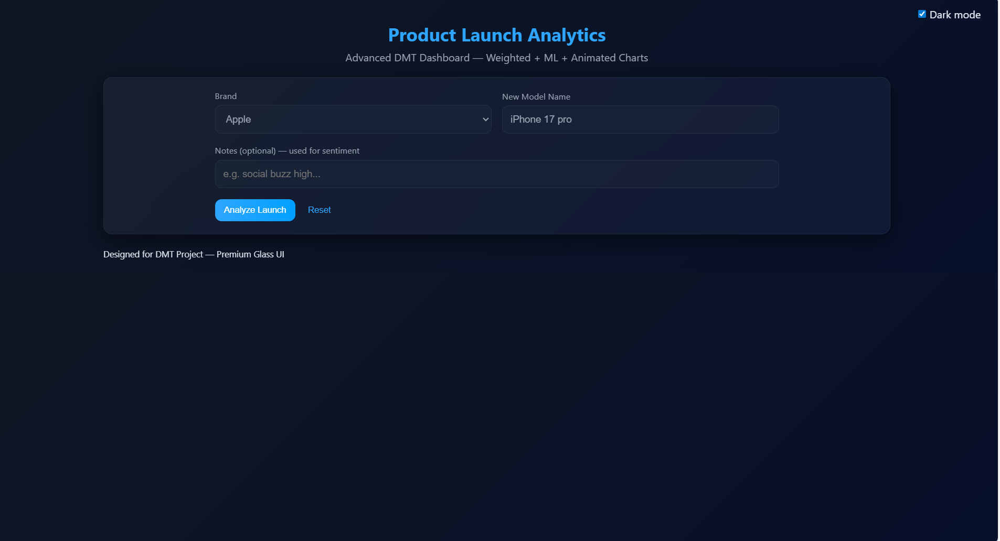 Dark mode
Product Launch Analytics
Advanced DMT Dashboard — Weighted + ML + Animated Charts
Brand
New Model Name
Apple
iPhone 17 pro
Notes (optional) — used for sentiment
e.g. social buzz high...
Analyze Launch
Reset
Designed for DMT Project — Premium Glass UI